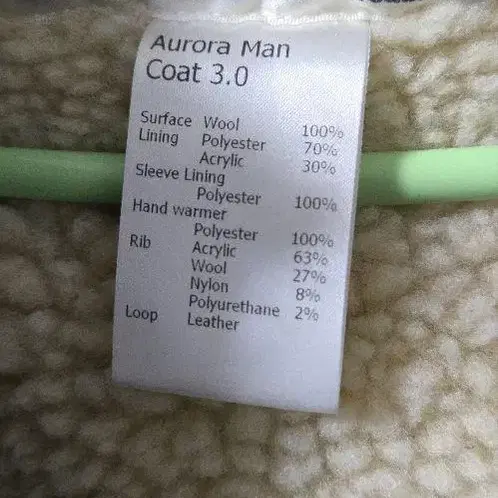 Aurora Man
Coat 3.0
Surface Wool 100%
Lining Polyester 70%
Acrylic 30%
Sleeve Lining
Polyester 100%
Hand warmer
Polyester 100%
Rib Acrylic 63%
Wool 27%
Nylon 8%
Polyurethane 2%
Loop Leather